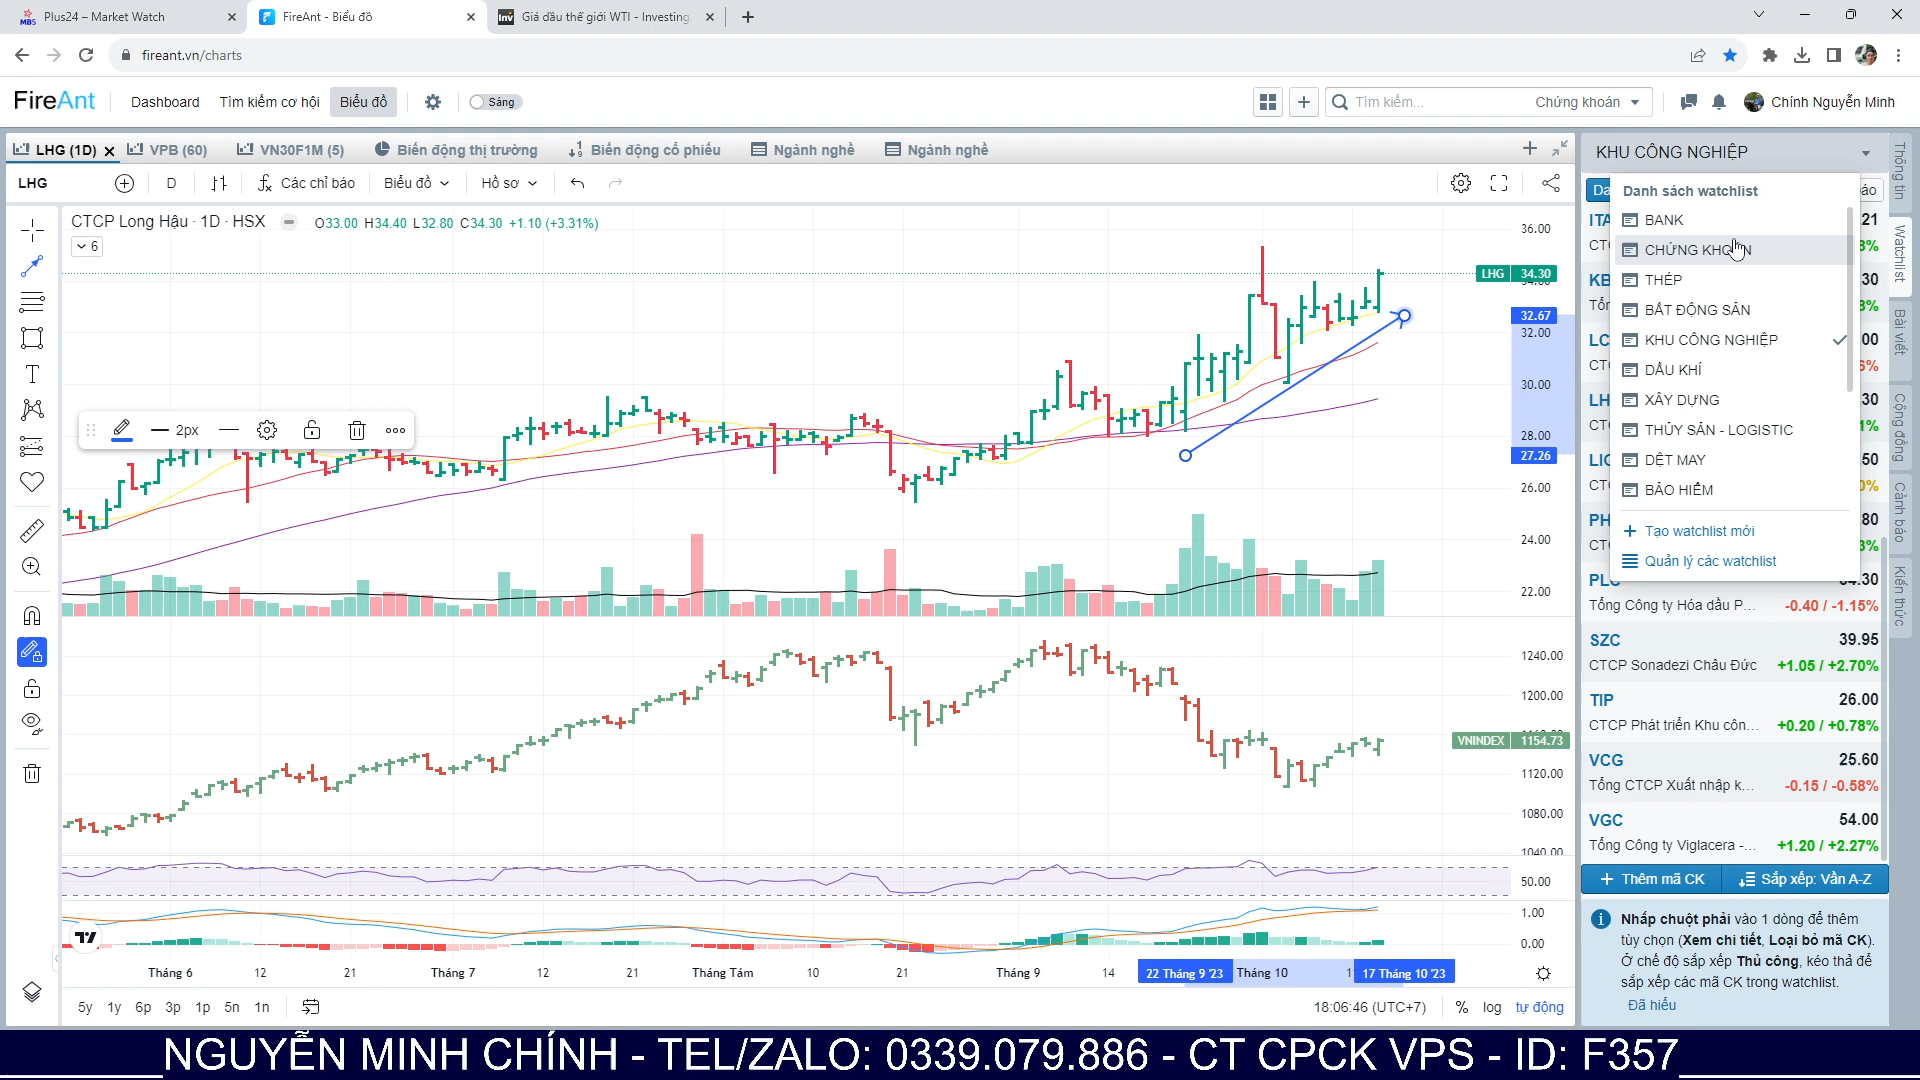 Plus24 – Market Watch
FireAnt - Biểu đồ
Giá dầu thế giới WTI - Investing.
fireant.vn/charts
FireAnt
Dashboard
Tìm kiếm cơ hội
Biểu đồ
Sáng
Tìm kiếm...
Chứng khoán
Chính Nguyễn Minh
LHG (1D)
VPB (60)
VN30F1M (5)
Biến động thị trường
Biến động cổ phiếu
Ngành nghề
Ngành nghề
LHG
D
Các chỉ báo
Biểu đồ
Hồ sơ
CTCP Long Hậu · 1D · HSX
O33.00 H34.40 L32.80 C34.30 +1.10 (+3.31%)
6
2px
36.00
LHG 34.30
34.00
32.67
32.00
30.00
28.00
27.26
26.00
24.00
22.00
1240.00
1200.00
VNINDEX 1154.73
1120.00
1080.00
1040.00
50.00
1.00
0.00
Tháng 6
12
21
Tháng 7
12
21
Tháng Tám
10
21
Tháng 9
14
22 Tháng 9 '23
Tháng 10
17 Tháng 10 '23
5y 1y 6p 3p 1p 5n 1n
18:06:46 (UTC+7)
% log tự động
KHU CÔNG NGHIỆP
Danh sách watchlist
BANK
CHỨNG KHOÁN
THÉP
BẤT ĐỘNG SẢN
KHU CÔNG NGHIỆP
DẦU KHÍ
XÂY DỰNG
THỦY SẢN - LOGISTIC
DỆT MAY
BẢO HIỂM
Tạo watchlist mới
Quản lý các watchlist
PLC
Tổng Công ty Hóa dầu P... -0.40 / -1.15%
SZC 39.95
CTCP Sonadezi Châu Đức +1.05 / +2.70%
TIP 26.00
CTCP Phát triển Khu côn... +0.20 / +0.78%
VCG 25.60
Tổng CTCP Xuất nhập k... -0.15 / -0.58%
VGC 54.00
Tổng Công ty Viglacera -... +1.20 / +2.27%
Thêm mã CK
Sắp xếp: Vần A-Z
Nhấp chuột phải vào 1 dòng để thêm
tùy chọn (Xem chi tiết, Loại bỏ mã CK).
Ở chế độ sắp xếp Thủ công, kéo thả để
sắp xếp các mã CK trong watchlist.
Đã hiểu
Thông tin
Watchlist
Bài viết
Cộng đồng
Cảnh báo
Kiến thức
NGUYỄN MINH CHÍNH - TEL/ZALO: 0339.079.886 - CT CPCK VPS - ID: F357